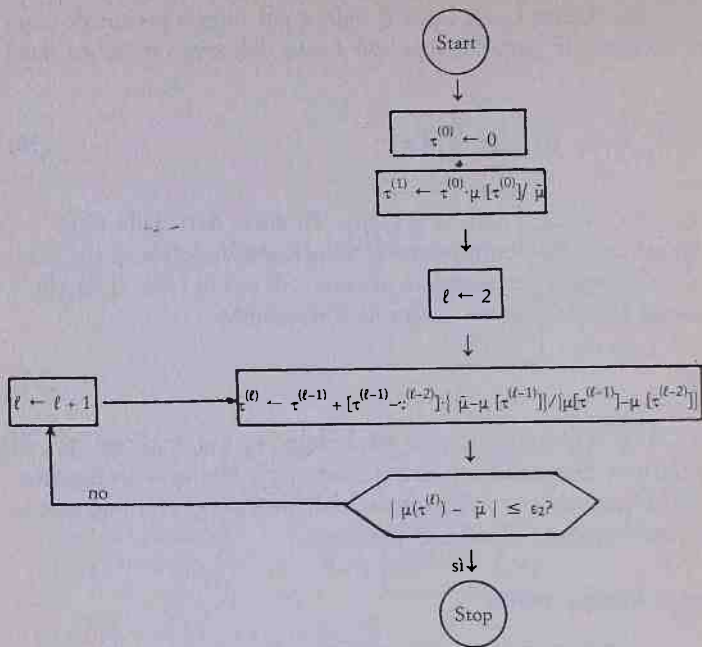 Start
↓
τ⁽⁰⁾ ← 0
τ⁽¹⁾ ← τ⁽⁰⁾·μ [τ⁽⁰⁾]/ μ̄
↓
ℓ ← 2
↓
ℓ ← ℓ + 1
τ⁽ℓ⁾ ← τ⁽ℓ⁻¹⁾ + [τ⁽ℓ⁻¹⁾-τ⁽ℓ⁻²⁾]·{ μ̄-μ [τ⁽ℓ⁻¹⁾]}/{μ[τ⁽ℓ⁻¹⁾]-μ [τ⁽ℓ⁻²⁾]}
↓
no
| μ(τ⁽ℓ⁾) - μ̄ | ≤ ε₂?
sì ↓
Stop